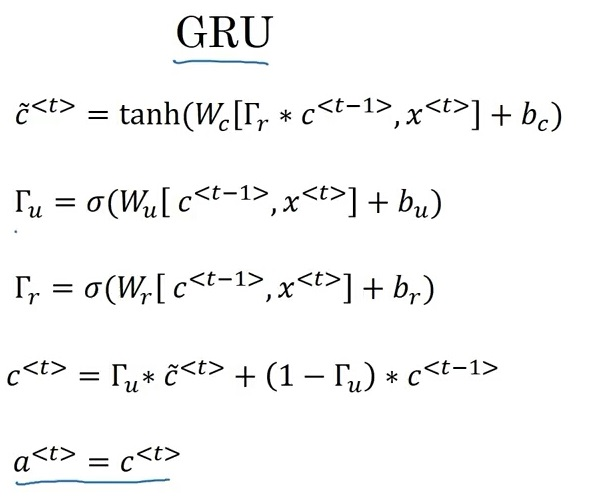 GRU
c̃^{<t>} = tanh(W_c[Γ_r * c^{<t−1>}, x^{<t>}] + b_c)
Γ_u = σ(W_u[ c^{<t−1>}, x^{<t>}] + b_u)
Γ_r = σ(W_r[ c^{<t−1>}, x^{<t>}] + b_r)
c^{<t>} = Γ_u * c̃^{<t>} + (1 − Γ_u) * c^{<t−1>}
a^{<t>} = c^{<t>}